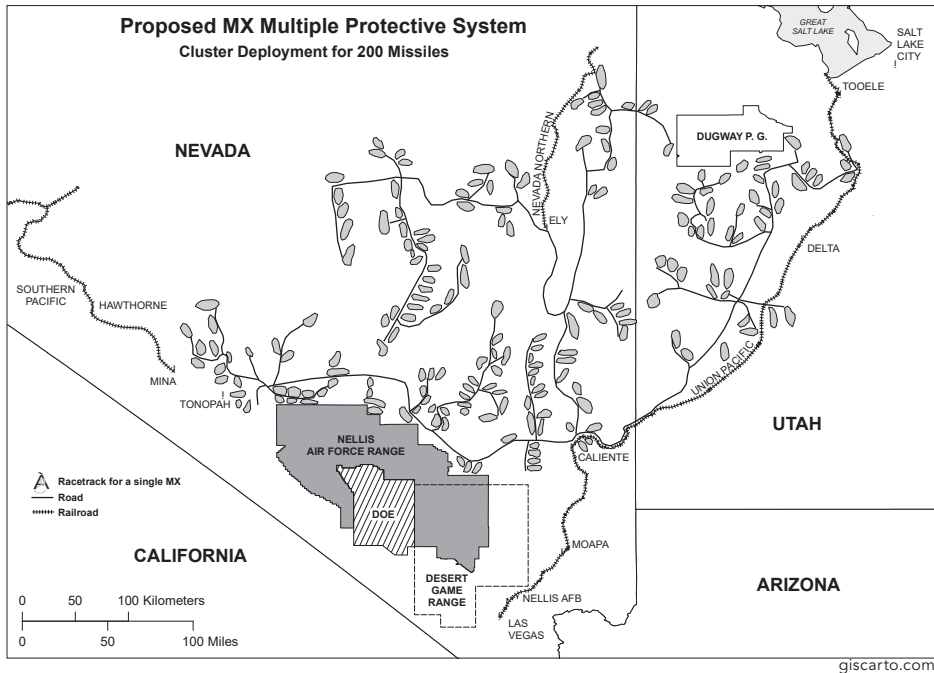 Proposed MX Multiple Protective System
Cluster Deployment for 200 Missiles
GREAT
SALT LAKE
SALT
LAKE
CITY
TOOELE
NEVADA NORTHERN
DUGWAY P. G.
NEVADA
ELY
DELTA
SOUTHERN
PACIFIC
HAWTHORNE
MINA
TONOPAH
UNION PACIFIC
UTAH
NELLIS
AIR FORCE RANGE
CALIENTE
Racetrack for a single MX
Road
Railroad
DOE
CALIFORNIA
MOAPA
DESERT
GAME
RANGE
ARIZONA
NELLIS AFB
LAS
VEGAS
0 50 100 Kilometers
0 50 100 Miles
giscarto.com